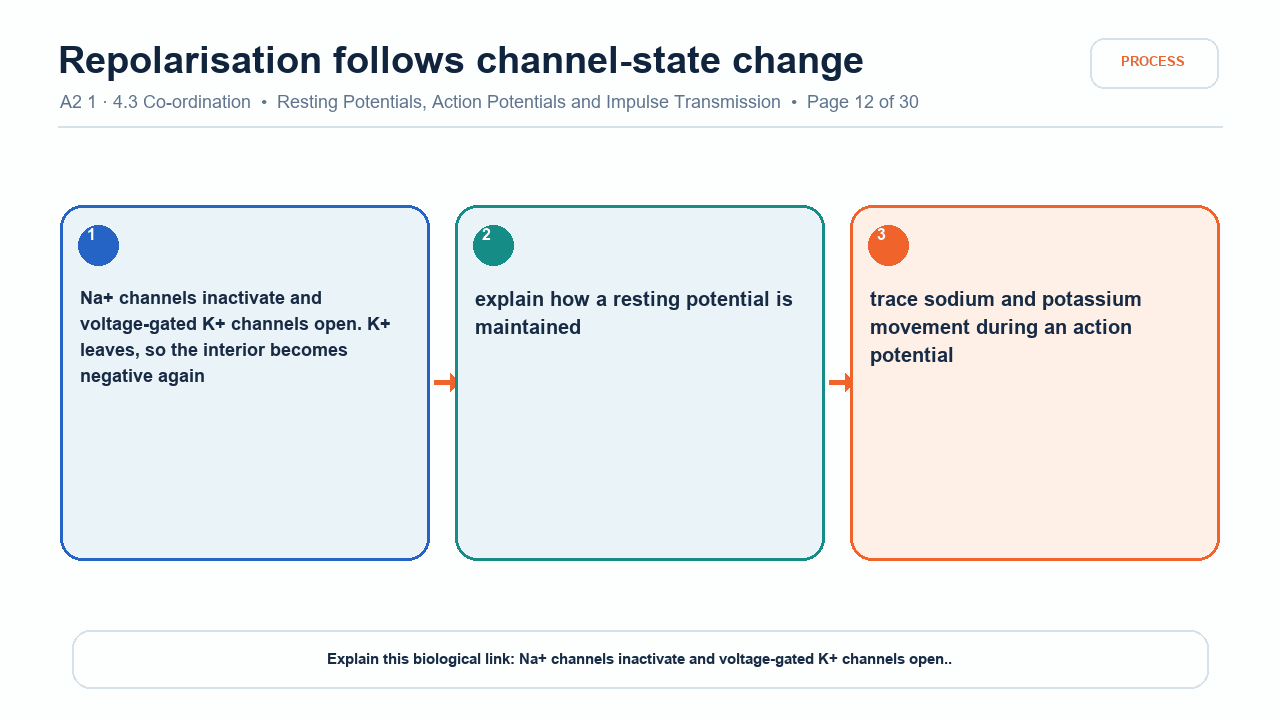 Repolarisation follows channel-state change
PROCESS
A2 1 · 4.3 Co-ordination • Resting Potentials, Action Potentials and Impulse Transmission • Page 12 of 30
1
Na+ channels inactivate and
voltage-gated K+ channels open. K+
leaves, so the interior becomes
negative again
2
explain how a resting potential is
maintained
3
trace sodium and potassium
movement during an action
potential
Explain this biological link: Na+ channels inactivate and voltage-gated K+ channels open..